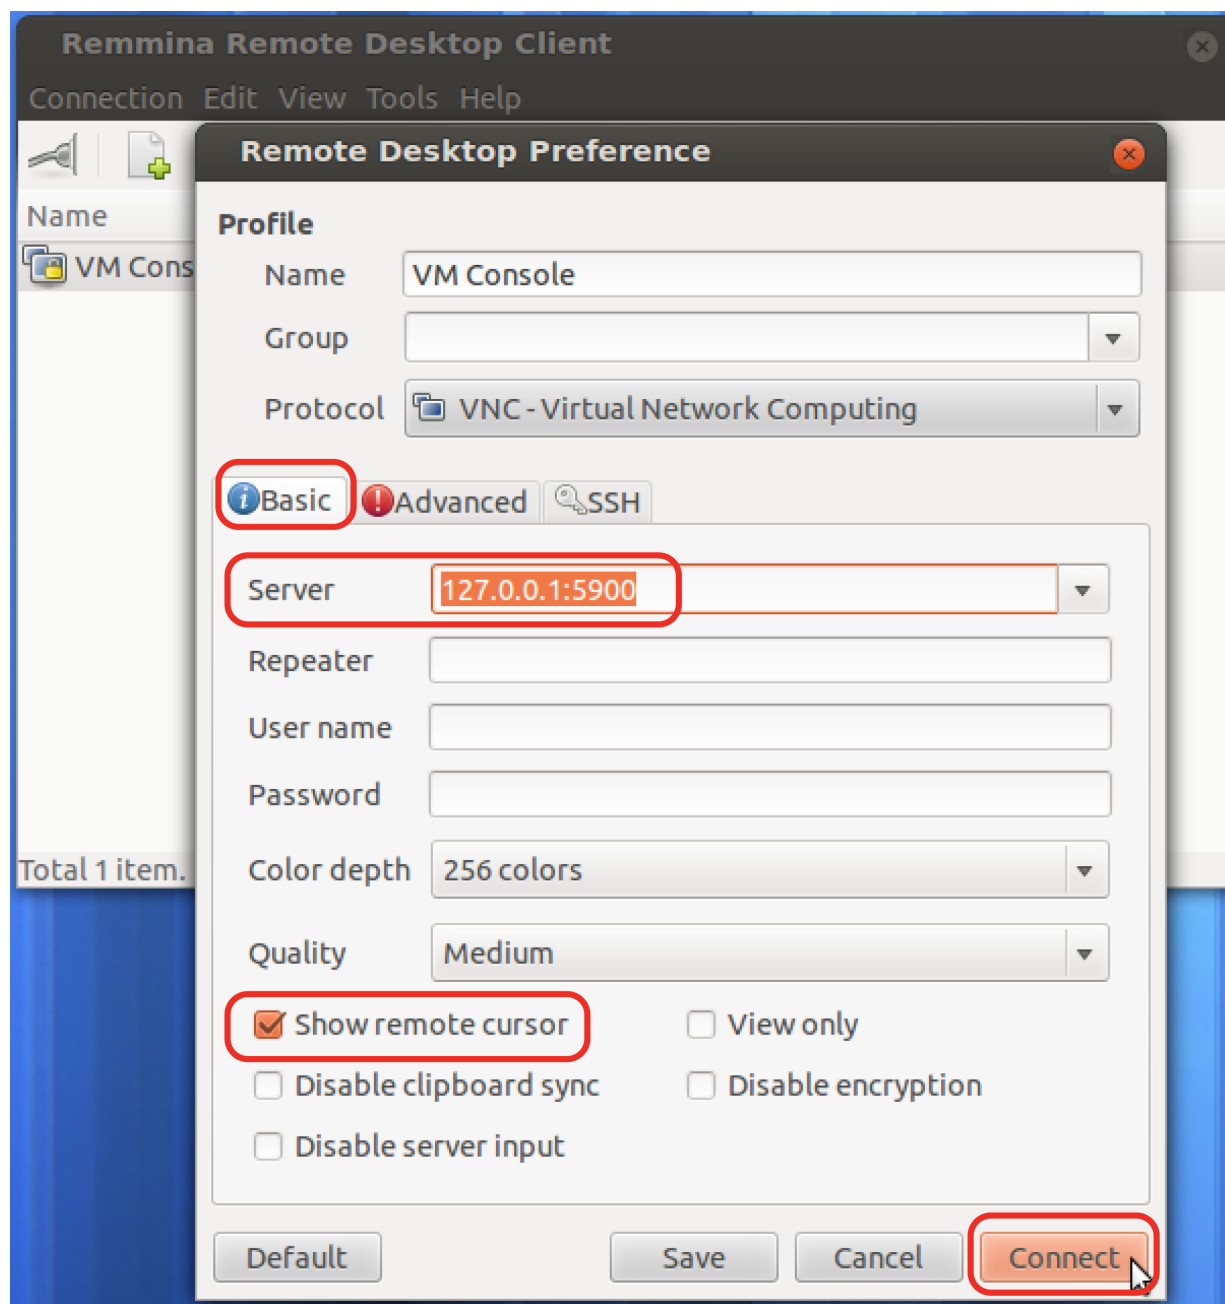 Remmina Remote Desktop Client
Connection Edit View Tools Help
Remote Desktop Preference
Name
Profile
VM Cons
Name VM Console
Group
Protocol VNC - Virtual Network Computing
Basic Advanced SSH
Server 127.0.0.1:5900
Repeater
User name
Password
Total 1 item.
Color depth 256 colors
Quality Medium
Show remote cursor View only
Disable clipboard sync Disable encryption
Disable server input
Default Save Cancel Connect